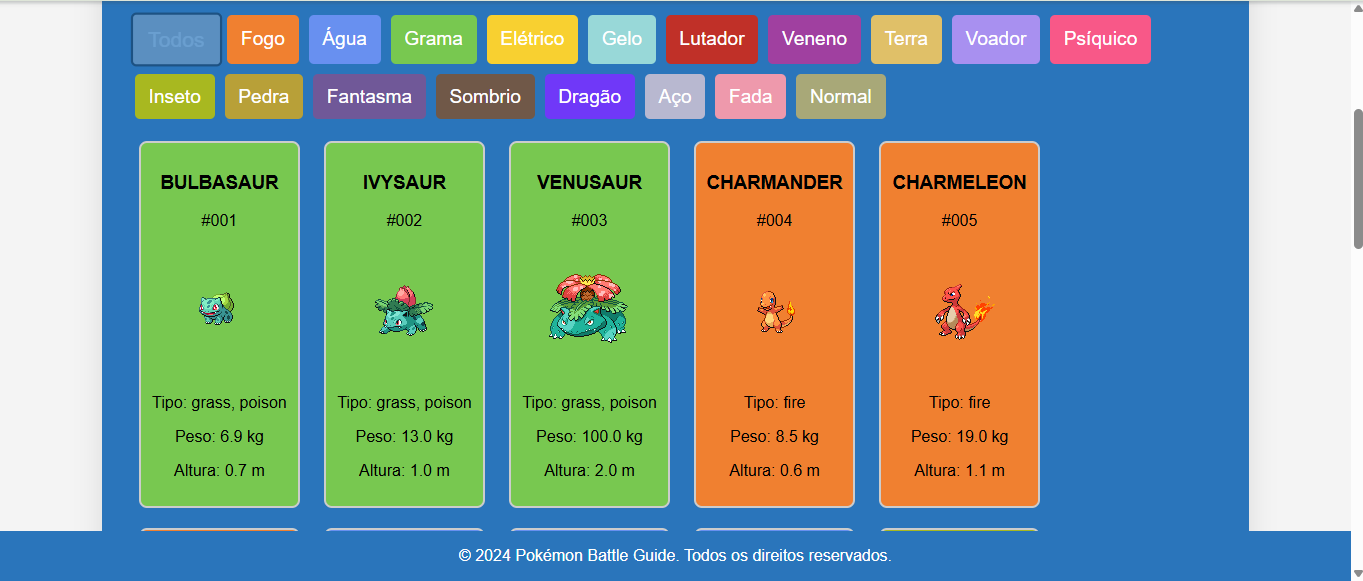 Todos Fogo Água Grama Elétrico Gelo Lutador Veneno Terra Voador Psíquico
Inseto Pedra Fantasma Sombrio Dragão Aço Fada Normal
BULBASAUR
#001
Tipo: grass, poison
Peso: 6.9 kg
Altura: 0.7 m
IVYSAUR
#002
Tipo: grass, poison
Peso: 13.0 kg
Altura: 1.0 m
VENUSAUR
#003
Tipo: grass, poison
Peso: 100.0 kg
Altura: 2.0 m
CHARMANDER
#004
Tipo: fire
Peso: 8.5 kg
Altura: 0.6 m
CHARMELEON
#005
Tipo: fire
Peso: 19.0 kg
Altura: 1.1 m
© 2024 Pokémon Battle Guide. Todos os direitos reservados.